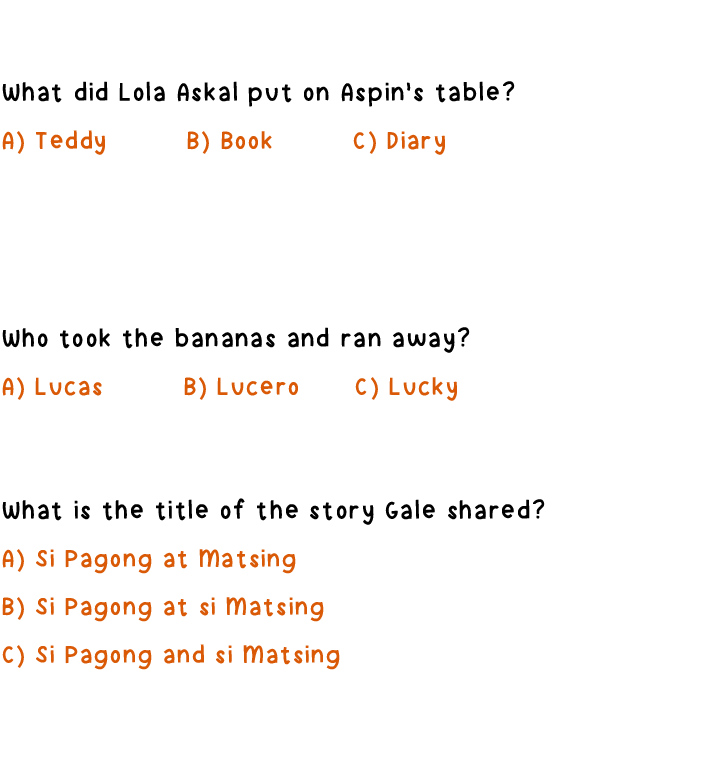 What did Lola Askal put on Aspin's table?
A) Teddy B) Book C) Diary
Who took the bananas and ran away?
A) Lucas B) Lucero C) Lucky
What is the title of the story Gale shared?
A) Si Pagong at Matsing
B) Si Pagong at si Matsing
C) Si Pagong and si Matsing